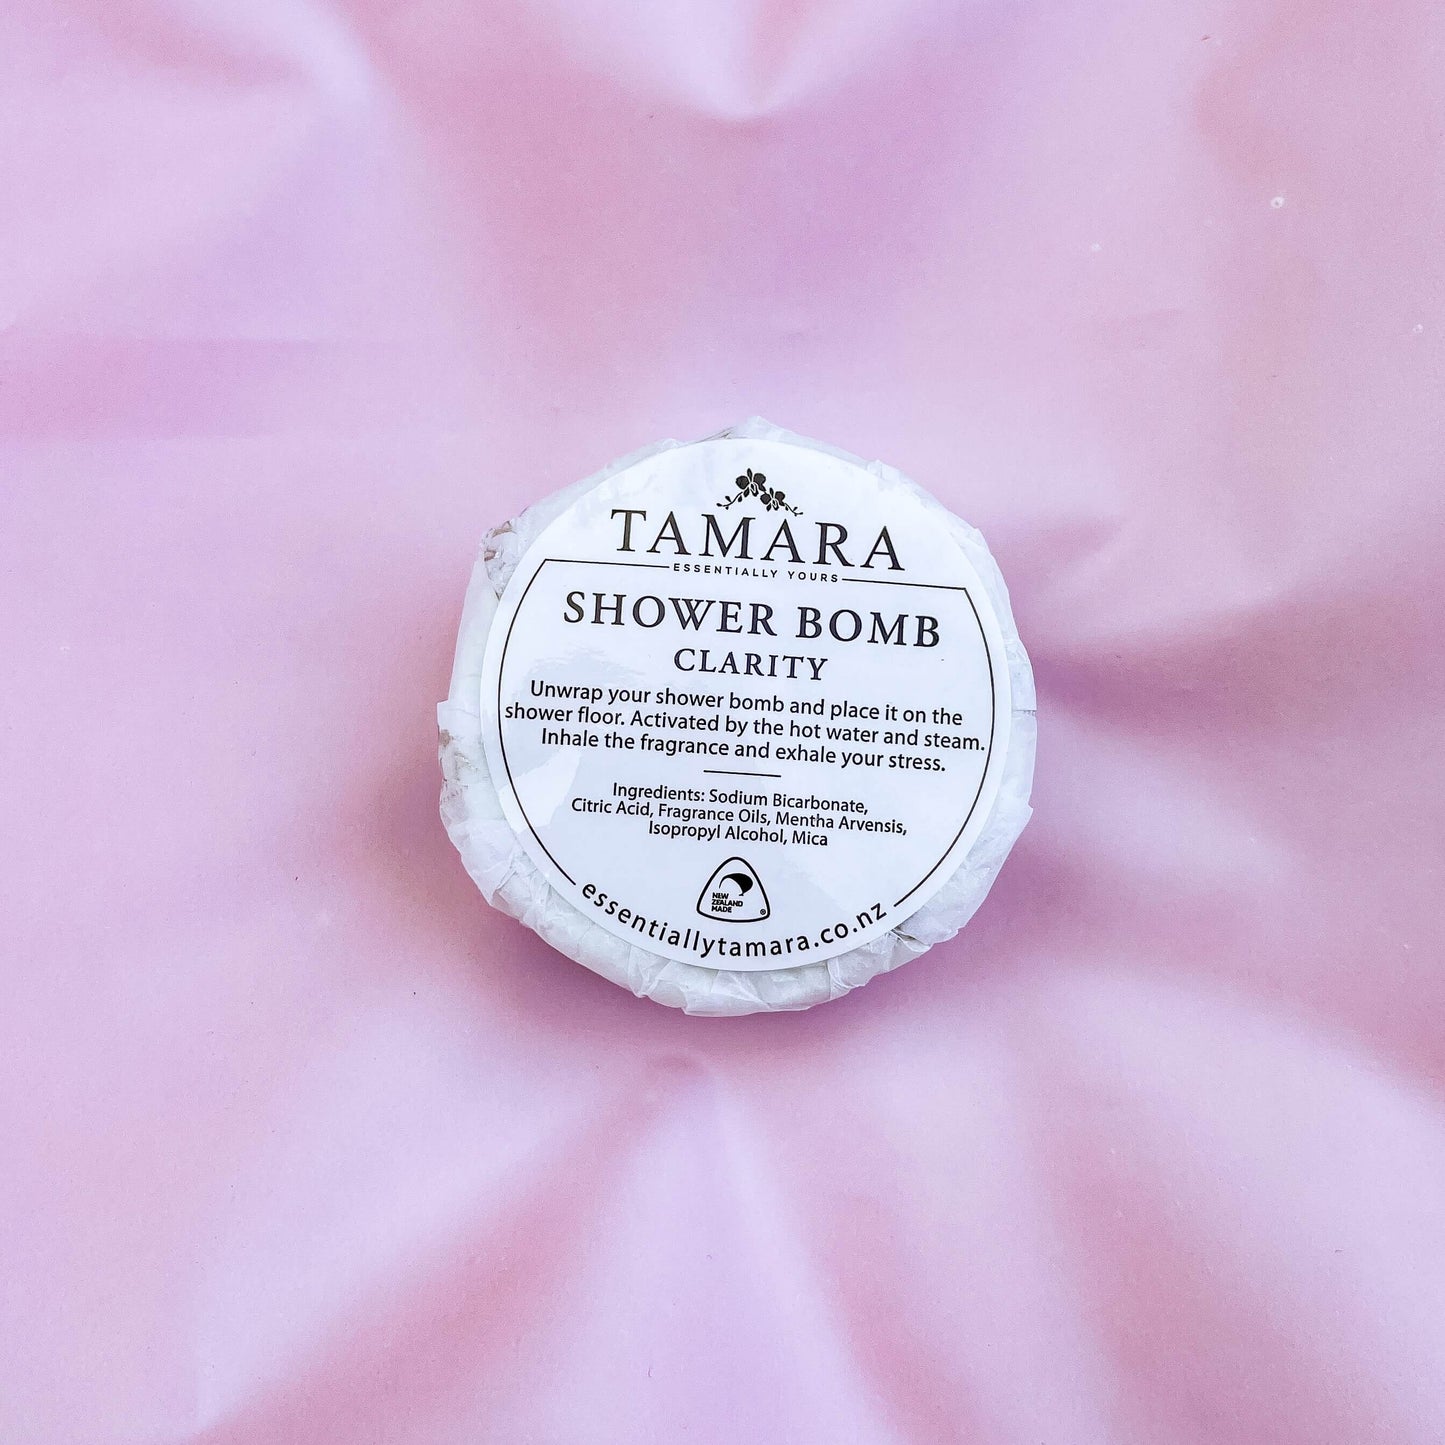 TAMARA
ESSENTIALLY YOURS
SHOWER BOMB
CLARITY
Unwrap your shower bomb and place it on the
shower floor. Activated by the hot water and steam.
Inhale the fragrance and exhale your stress.
Ingredients: Sodium Bicarbonate,
Citric Acid, Fragrance Oils, Mentha Arvensis,
Isopropyl Alcohol, Mica
NEW
ZEALAND
MADE
®
essentiallytamara.co.nz